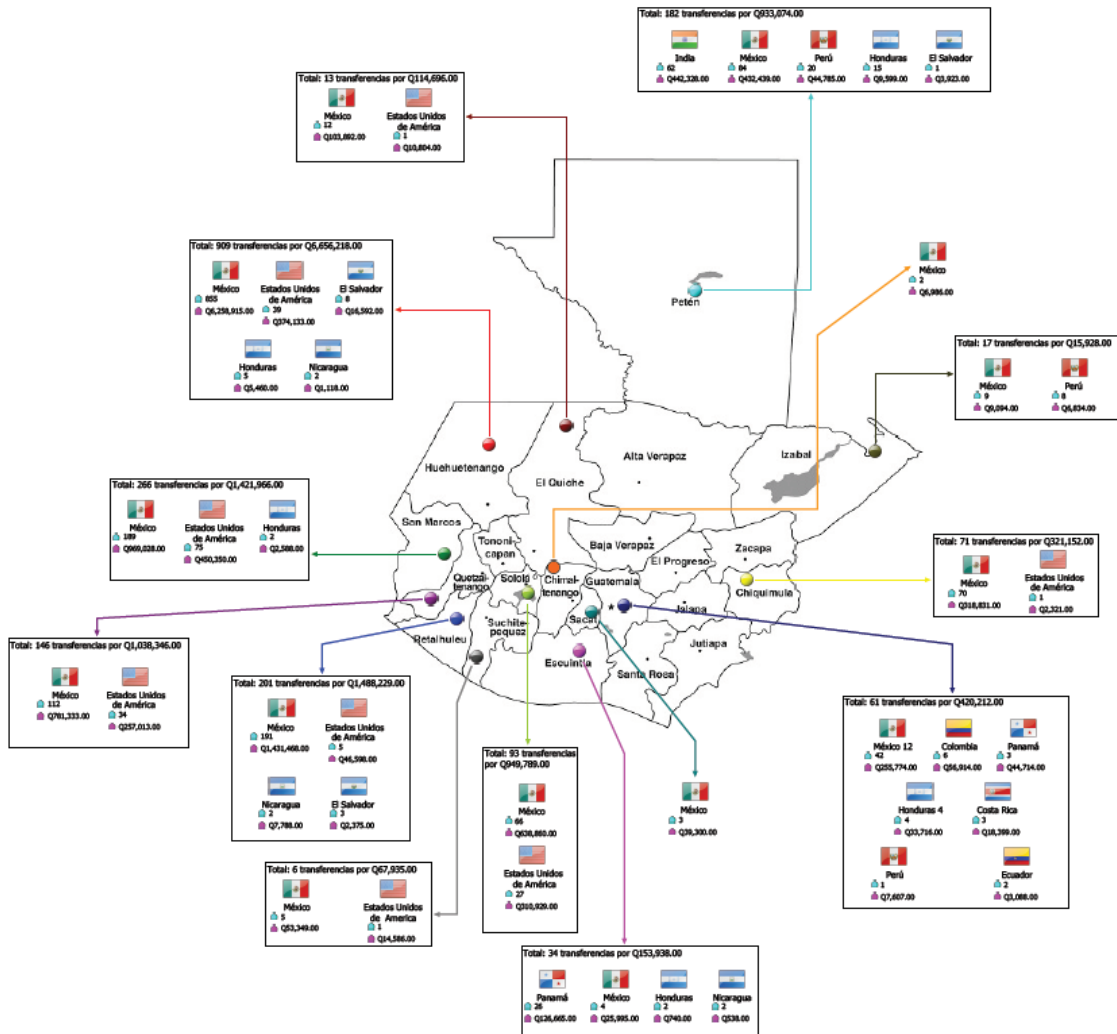 Total: 182 transferencias por Q933,074.00
India
62
Q442,328.00
México
84
Q432,439.00
Perú
20
Q44,785.00
Honduras
15
Q9,599.00
El Salvador
1
Q3,923.00
Total: 13 transferencias por Q114,696.00
México
12
Q103,892.00
Estados Unidos
de América
1
Q10,804.00
Total: 909 transferencias por Q6,656,218.00
México
855
Q6,258,915.00
Estados Unidos
de América
39
Q374,133.00
El Salvador
8
Q16,592.00
Honduras
5
Q5,460.00
Nicaragua
2
Q1,118.00
México
2
Q6,986.00
Total: 17 transferencias por Q15,928.00
México
9
Q9,094.00
Perú
8
Q6,834.00
Total: 266 transferencias por Q1,421,966.00
México
189
Q969,028.00
Estados Unidos
de América
75
Q450,350.00
Honduras
2
Q2,588.00
Total: 71 transferencias por Q321,152.00
México
70
Q318,831.00
Estados Unidos
de América
1
Q2,321.00
Petén
Huehuetenango
El Quiche
Alta Verapaz
Izabal
San Marcos
Totoni-
capan
Baja Verapaz
Zacapa
El Progreso
Quetzal-
tenango
Sololá
Chimal-
tenango
Guatemala
Chiquimula
Jalapa
Retalhuleu
Suchite-
pequez
Sacat
Jutiapa
Escuintla
Santa Rosa
Total: 146 transferencias por Q1,038,346.00
México
112
Q781,333.00
Estados Unidos
de América
34
Q257,013.00
Total: 201 transferencias por Q1,488,229.00
México
191
Q1,431,468.00
Estados Unidos
de América
5
Q46,598.00
Nicaragua
2
Q7,788.00
El Salvador
3
Q2,375.00
Total: 93 transferencias
por Q949,789.00
México
66
Q638,860.00
Estados Unidos
de América
27
Q310,929.00
México
3
Q39,300.00
Total: 61 transferencias por Q420,212.00
México 12
42
Q255,774.00
Colombia
6
Q56,914.00
Panamá
3
Q44,714.00
Honduras 4
4
Q33,716.00
Costa Rica
3
Q18,399.00
Perú
1
Q7,607.00
Ecuador
2
Q3,088.00
Total: 6 transferencias por Q67,935.00
México
5
Q53,349.00
Estados Unidos
de America
1
Q14,586.00
Total: 34 transferencias por Q153,938.00
Panamá
26
Q126,665.00
México
4
Q25,995.00
Honduras
2
Q740.00
Nicaragua
2
Q538.00